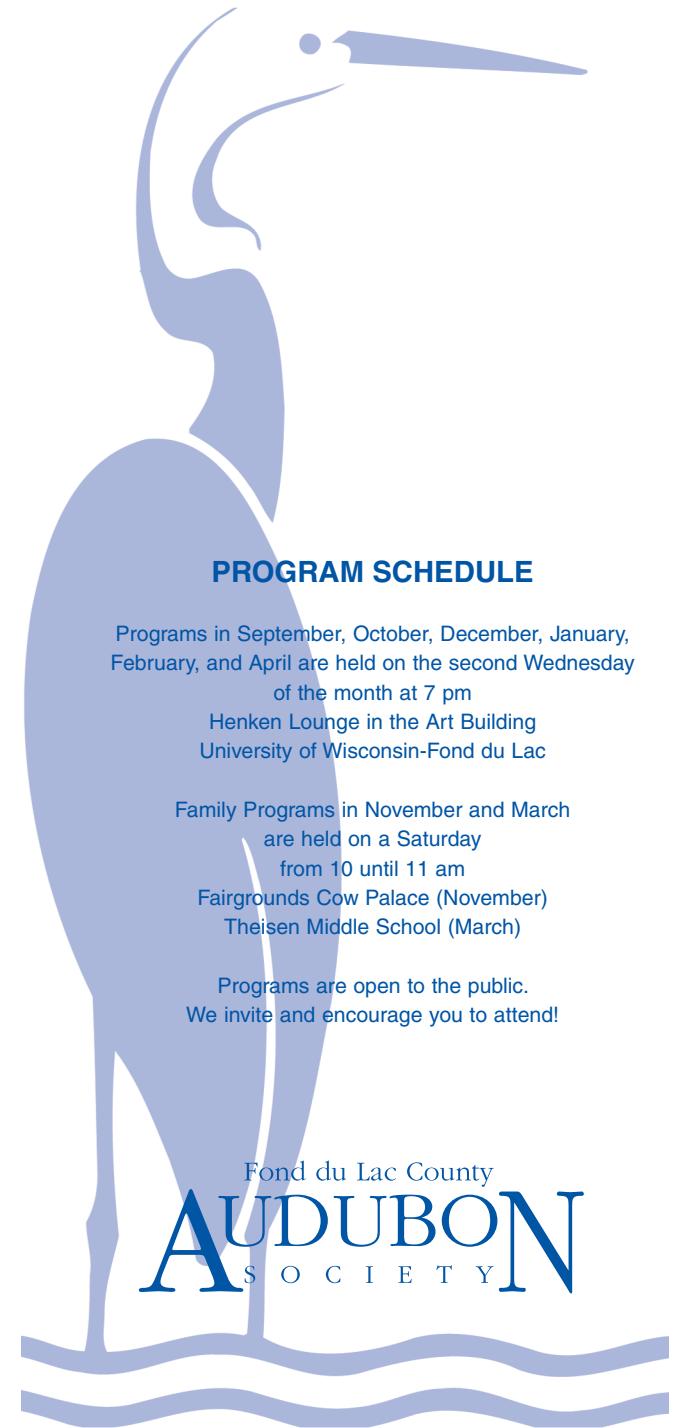 PROGRAM SCHEDULE
Programs in September, October, December, January,
February, and April are held on the second Wednesday
of the month at 7 pm
Henken Lounge in the Art Building
University of Wisconsin-Fond du Lac
Family Programs in November and March
are held on a Saturday
from 10 until 11 am
Fairgrounds Cow Palace (November)
Theisen Middle School (March)
Programs are open to the public.
We invite and encourage you to attend!
Fond du Lac County
AUDUBON
SOCIETY